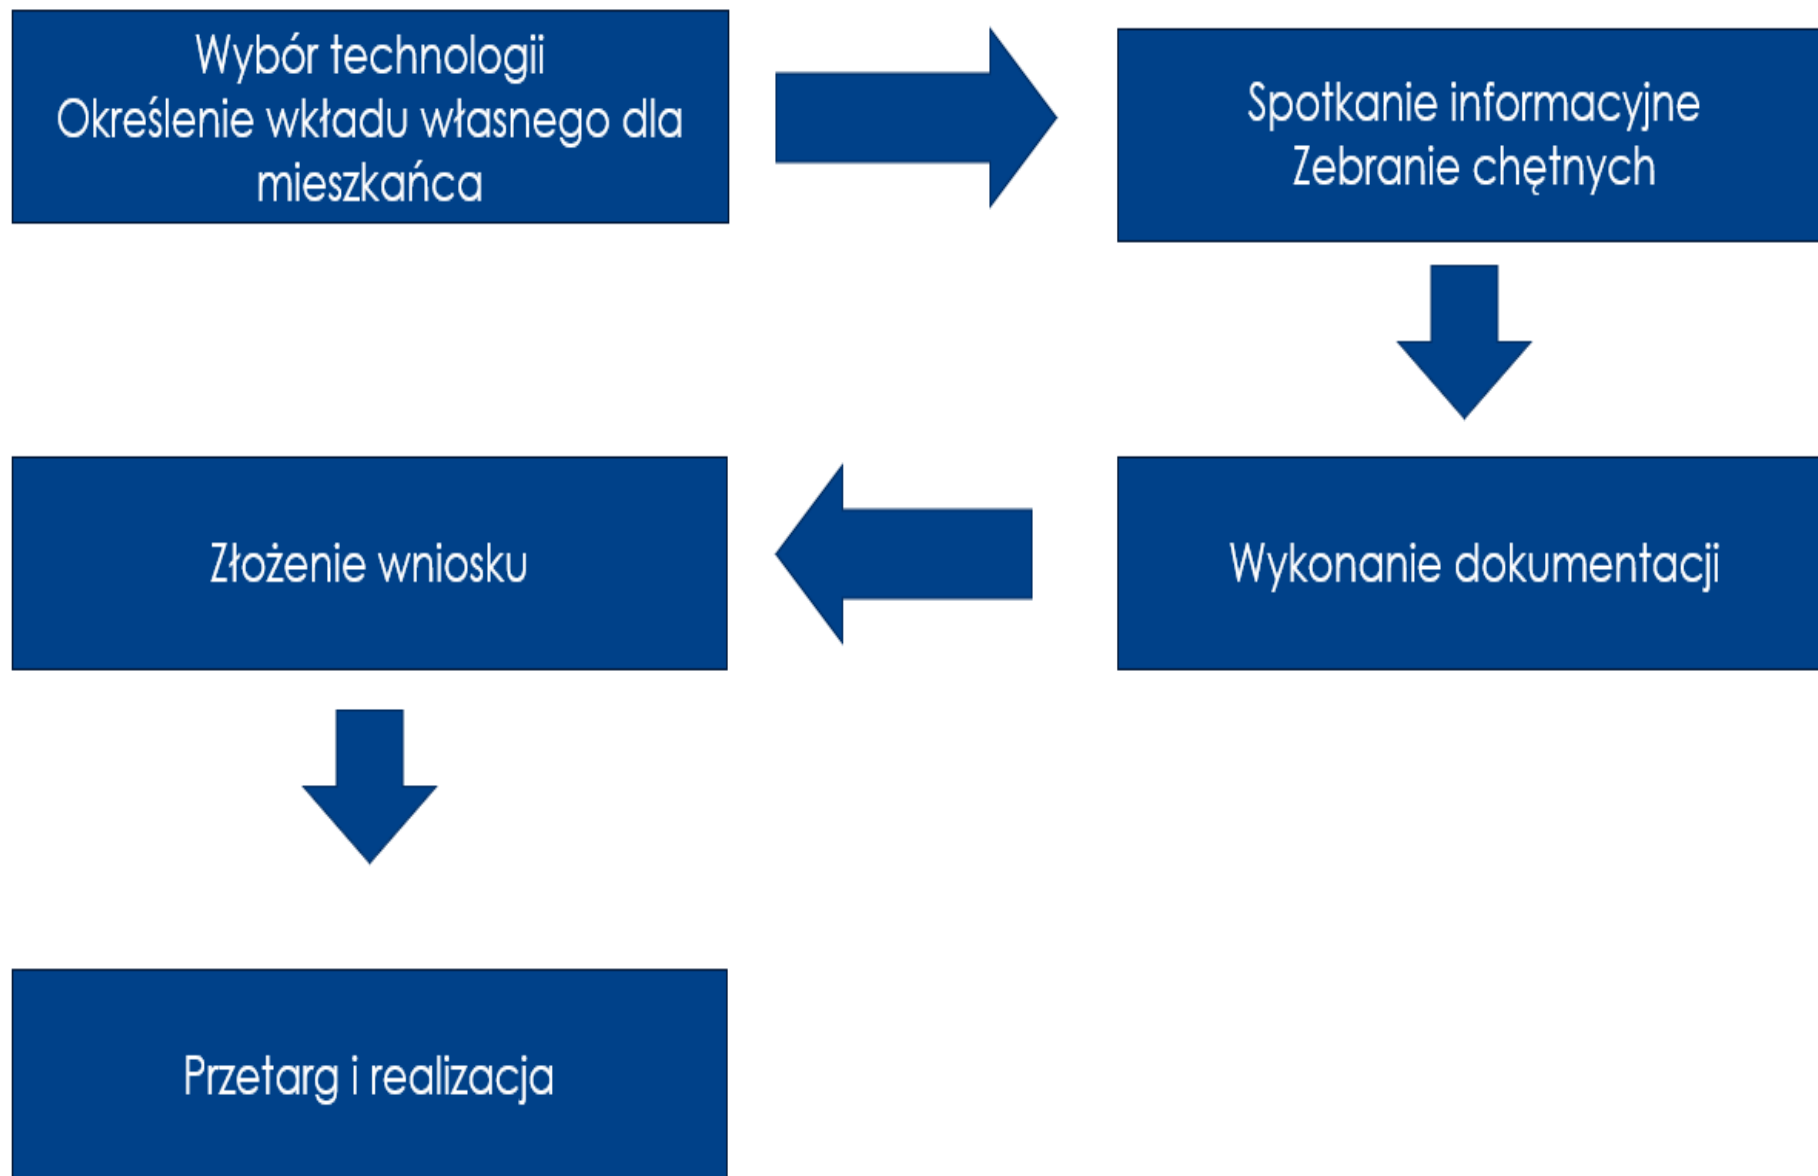 Wybór technologii
Określenie wkładu własnego dla
mieszkańca
Spotkanie informacyjne
Zebranie chętnych
Wykonanie dokumentacji
Złożenie wniosku
Przetarg i realizacja